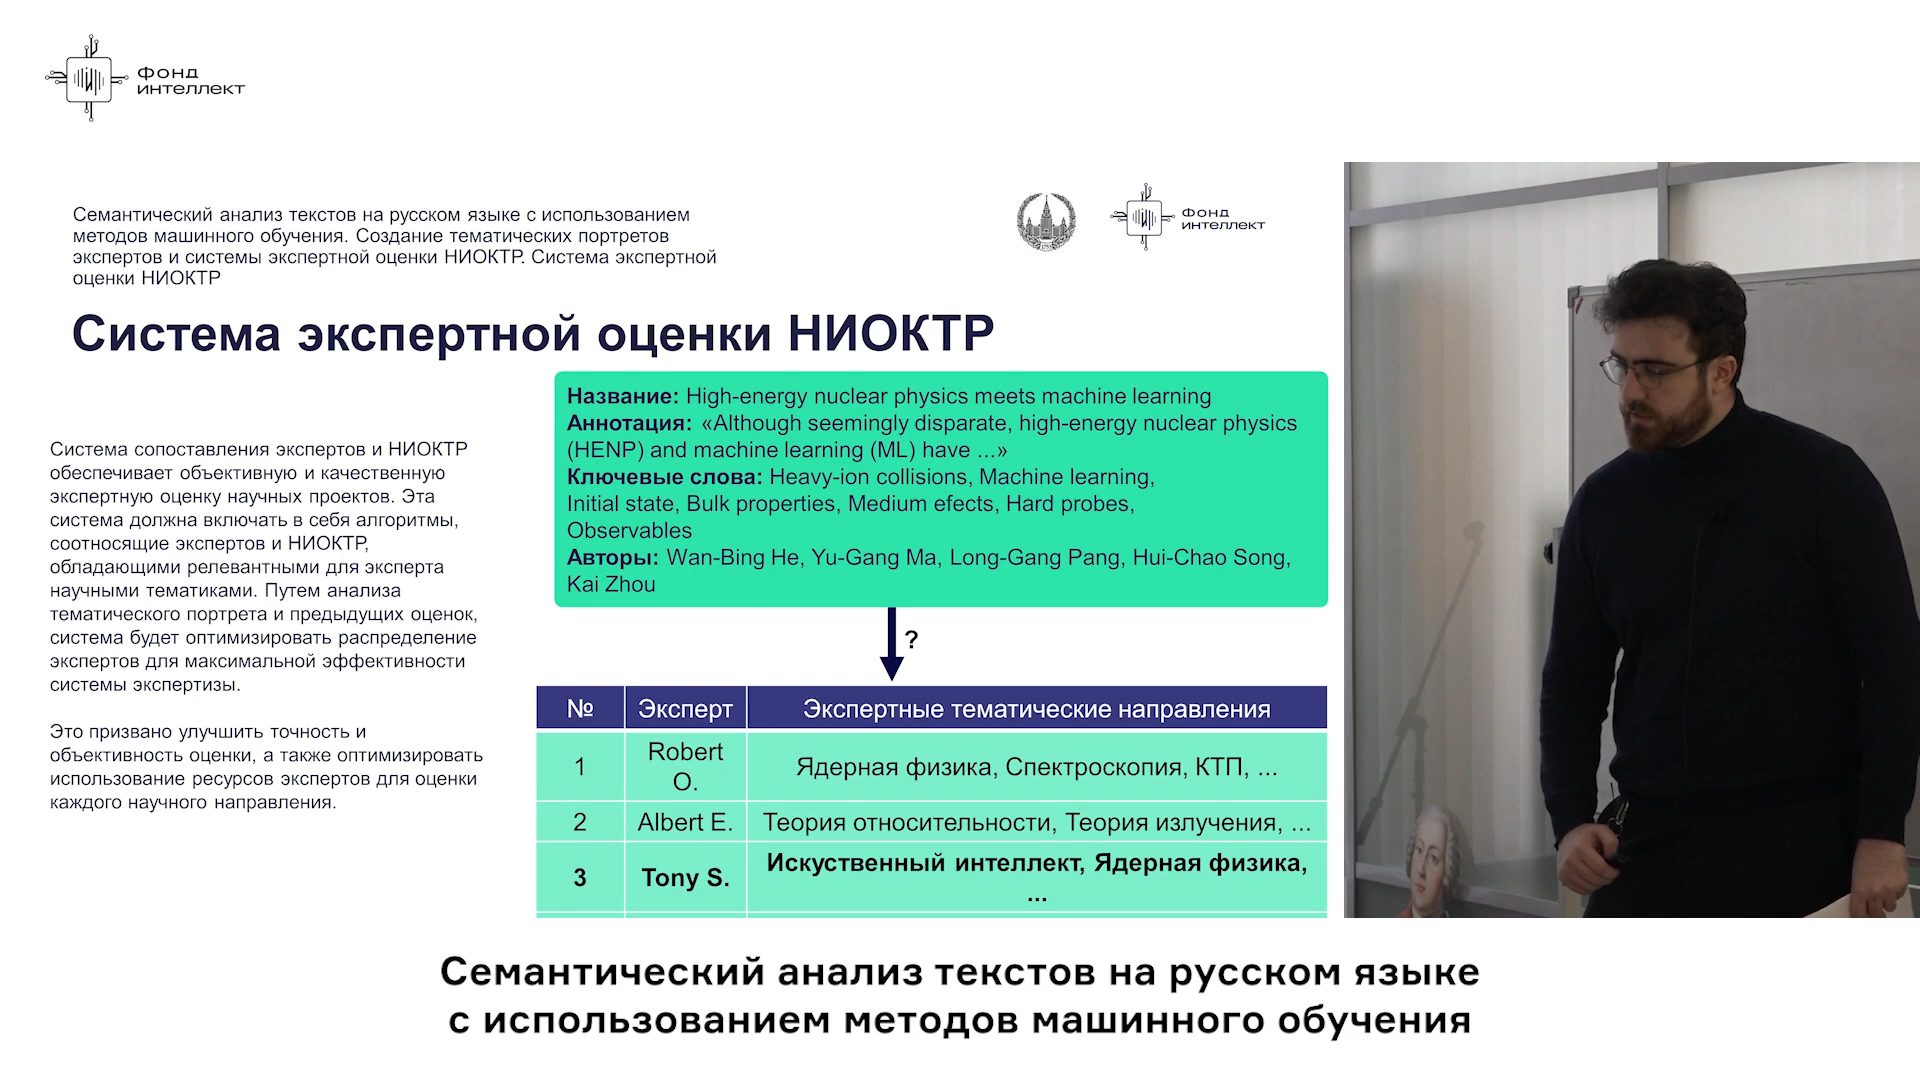 Фонд
интеллект
Семантический анализ текстов на русском языке с использованием
методов машинного обучения. Создание тематических портретов
экспертов и системы экспертной оценки НИОКТР. Система экспертной
оценки НИОКТР
Фонд
интеллект
Система экспертной оценки НИОКТР
Система сопоставления экспертов и НИОКТР
обеспечивает объективную и качественную
экспертную оценку научных проектов. Эта
система должна включать в себя алгоритмы,
соотносящие экспертов и НИОКТР,
обладающими релевантными для эксперта
научными тематиками. Путем анализа
тематического портрета и предыдущих оценок,
система будет оптимизировать распределение
экспертов для максимальной эффективности
системы экспертизы.
Это призвано улучшить точность и
объективность оценки, а также оптимизировать
использование ресурсов экспертов для оценки
каждого научного направления.
Название: High-energy nuclear physics meets machine learning
Аннотация: «Although seemingly disparate, high-energy nuclear physics
(HENP) and machine learning (ML) have ...»
Ключевые слова: Heavy-ion collisions, Machine learning,
Initial state, Bulk properties, Medium efects, Hard probes,
Observables
Авторы: Wan-Bing He, Yu-Gang Ma, Long-Gang Pang, Hui-Chao Song,
Kai Zhou
?
№ Эксперт Экспертные тематические направления
1 Robert O. Ядерная физика, Спектроскопия, КТП, ...
2 Albert E. Теория относительности, Теория излучения, ...
3 Tony S. Искуственный интеллект, Ядерная физика, ...
Семантический анализ текстов на русском языке
с использованием методов машинного обучения